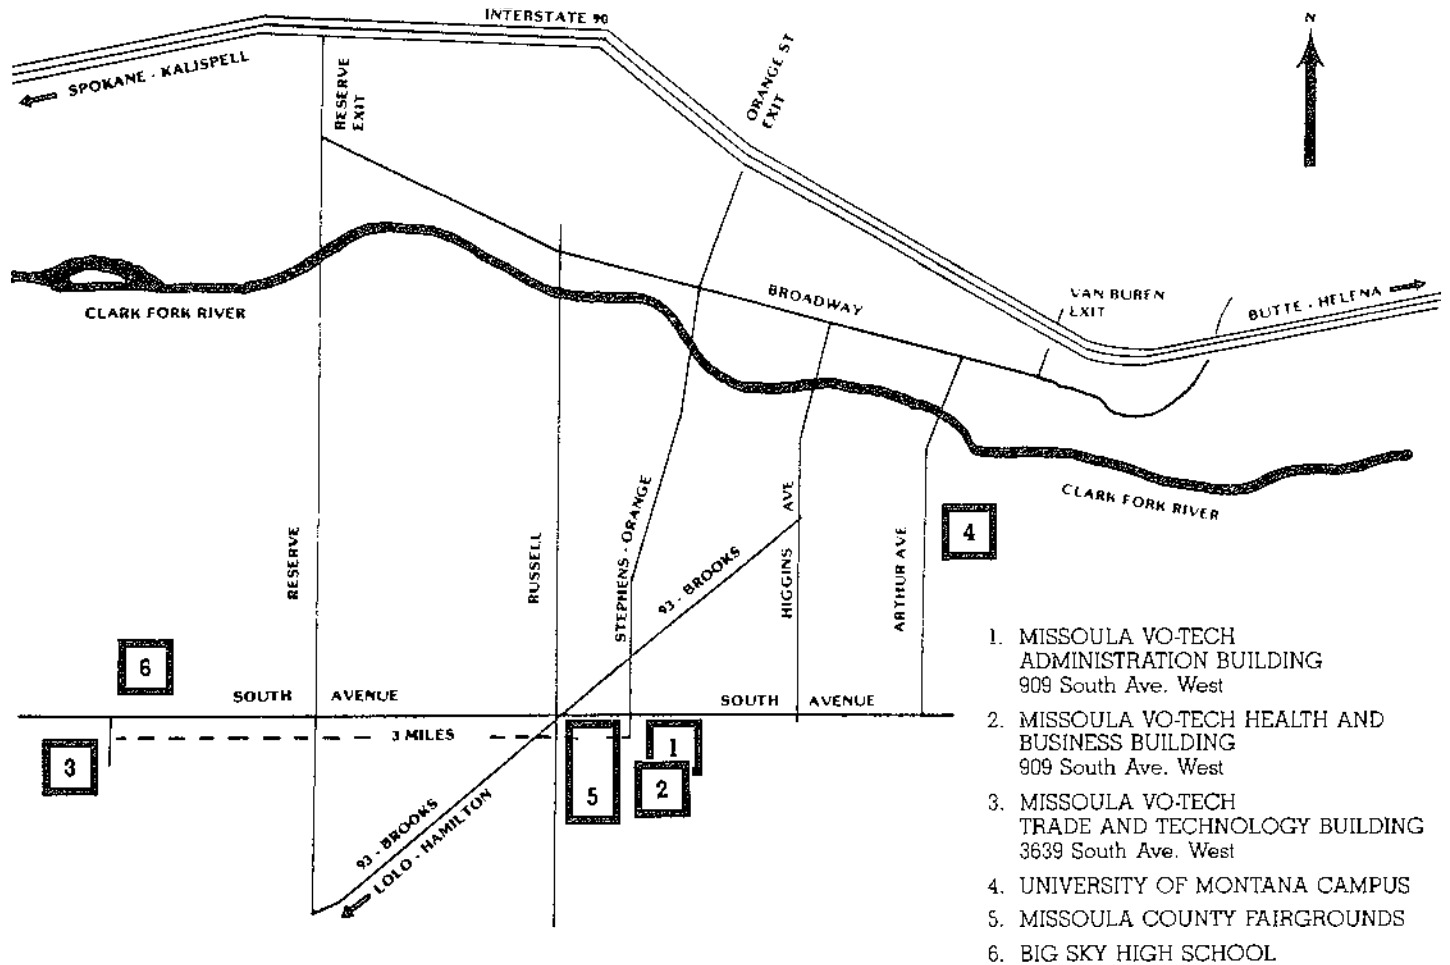 INTERSTATE 90
N
SPOKANE - KALISPELL
RESERVE
EXIT
ORANGE ST
EXIT
BROADWAY
VAN BUREN
EXIT
BUTTE - HELENA
CLARK FORK RIVER
CLARK FORK RIVER
RESERVE
RUSSELL
STEPHENS - ORANGE
93 - BROOKS
HIGGINS AVE
ARTHUR AVE
4
6
SOUTH AVENUE
SOUTH AVENUE
3 MILES
3
1
2
5
93 - BROOKS
LOLO - HAMILTON
1. MISSOULA VO-TECH
ADMINISTRATION BUILDING
909 South Ave. West
2. MISSOULA VO-TECH HEALTH AND
BUSINESS BUILDING
909 South Ave. West
3. MISSOULA VO-TECH
TRADE AND TECHNOLOGY BUILDING
3639 South Ave. West
4. UNIVERSITY OF MONTANA CAMPUS
5. MISSOULA COUNTY FAIRGROUNDS
6. BIG SKY HIGH SCHOOL